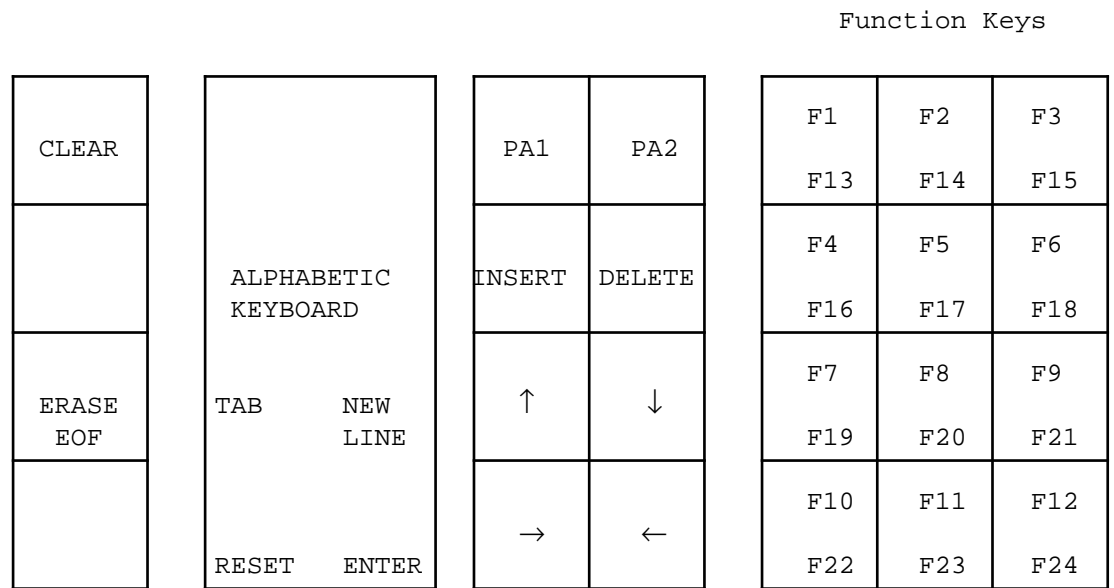 Function Keys
F1 F2 F3
CLEAR PA1 PA2
F13 F14 F15
F4 F5 F6
ALPHABETIC INSERT DELETE
KEYBOARD F16 F17 F18
F7 F8 F9
ERASE TAB NEW ↑ ↓
EOF LINE F19 F20 F21
F10 F11 F12
→ ←
RESET ENTER F22 F23 F24